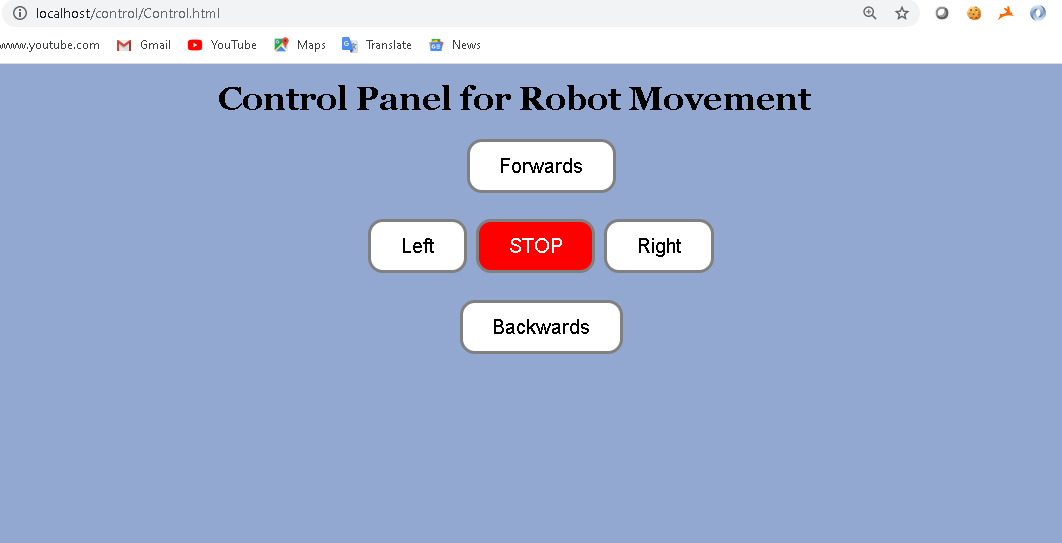 localhost/control/Control.html
www.youtube.com Gmail YouTube Maps Translate News
Control Panel for Robot Movement
Forwards
Left STOP Right
Backwards